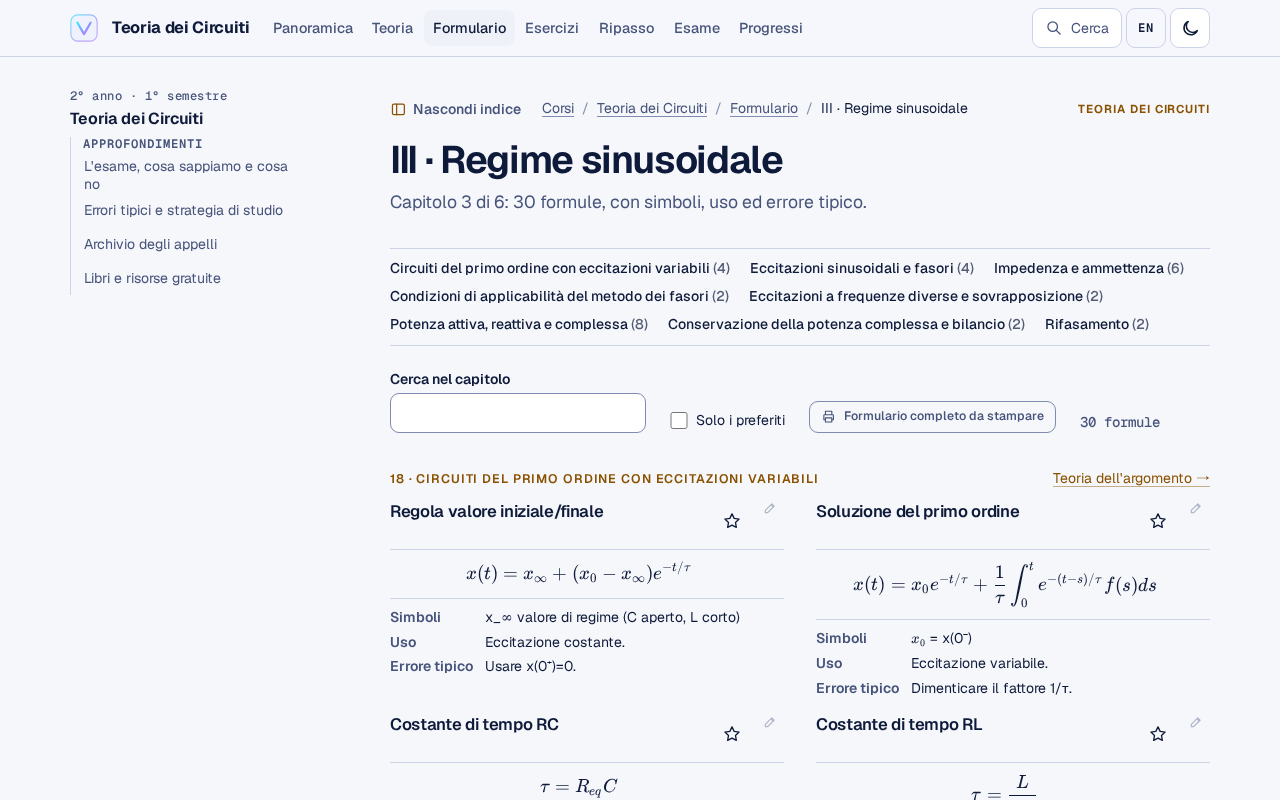 Teoria dei Circuiti
Panoramica
Teoria
Formulario
Esercizi
Ripasso
Esame
Progressi
Cerca
EN
2° anno · 1° semestre
Teoria dei Circuiti
APPROFONDIMENTI
L'esame, cosa sappiamo e cosa
no
Errori tipici e strategia di studio
Archivio degli appelli
Libri e risorse gratuite
Nascondi indice
Corsi / Teoria dei Circuiti / Formulario / III · Regime sinusoidale
TEORIA DEI CIRCUITI
III · Regime sinusoidale
Capitolo 3 di 6: 30 formule, con simboli, uso ed errore tipico.
Circuiti del primo ordine con eccitazioni variabili (4) Eccitazioni sinusoidali e fasori (4) Impedenza e ammettenza (6)
Condizioni di applicabilità del metodo dei fasori (2) Eccitazioni a frequenze diverse e sovrapposizione (2)
Potenza attiva, reattiva e complessa (8) Conservazione della potenza complessa e bilancio (2) Rifasamento (2)
Cerca nel capitolo
Solo i preferiti
Formulario completo da stampare
30 formule
18 · CIRCUITI DEL PRIMO ORDINE CON ECCITAZIONI VARIABILI
Teoria dell'argomento →
Regola valore iniziale/finale
x(t) = x_∞ + (x_0 − x_∞)e^{−t/τ}
Simboli x_∞ valore di regime (C aperto, L corto)
Uso Eccitazione costante.
Errore tipico Usare x(0⁺)=0.
Soluzione del primo ordine
x(t) = x_0 e^{−t/τ} + \frac{1}{τ} ∫_0^t e^{−(t−s)/τ} f(s)ds
Simboli x_0 = x(0⁻)
Uso Eccitazione variabile.
Errore tipico Dimenticare il fattore 1/τ.
Costante di tempo RC
τ = R_{eq}C
Costante di tempo RL
τ = L